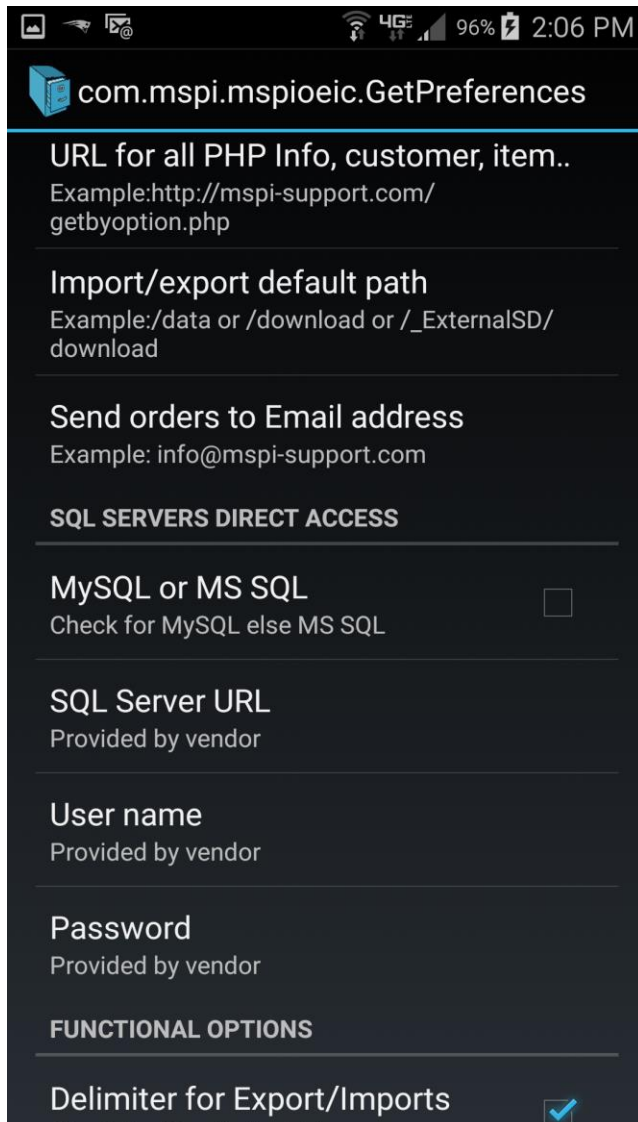 4G LTE 96% 2:06 PM
com.mspi.mspioeic.GetPreferences
URL for all PHP Info, customer, item..
Example:http://mspi-support.com/
getbyoption.php
Import/export default path
Example:/data or /download or /_ExternalSD/
download
Send orders to Email address
Example: info@mspi-support.com
SQL SERVERS DIRECT ACCESS
MySQL or MS SQL
Check for MySQL else MS SQL
SQL Server URL
Provided by vendor
User name
Provided by vendor
Password
Provided by vendor
FUNCTIONAL OPTIONS
Delimiter for Export/Imports